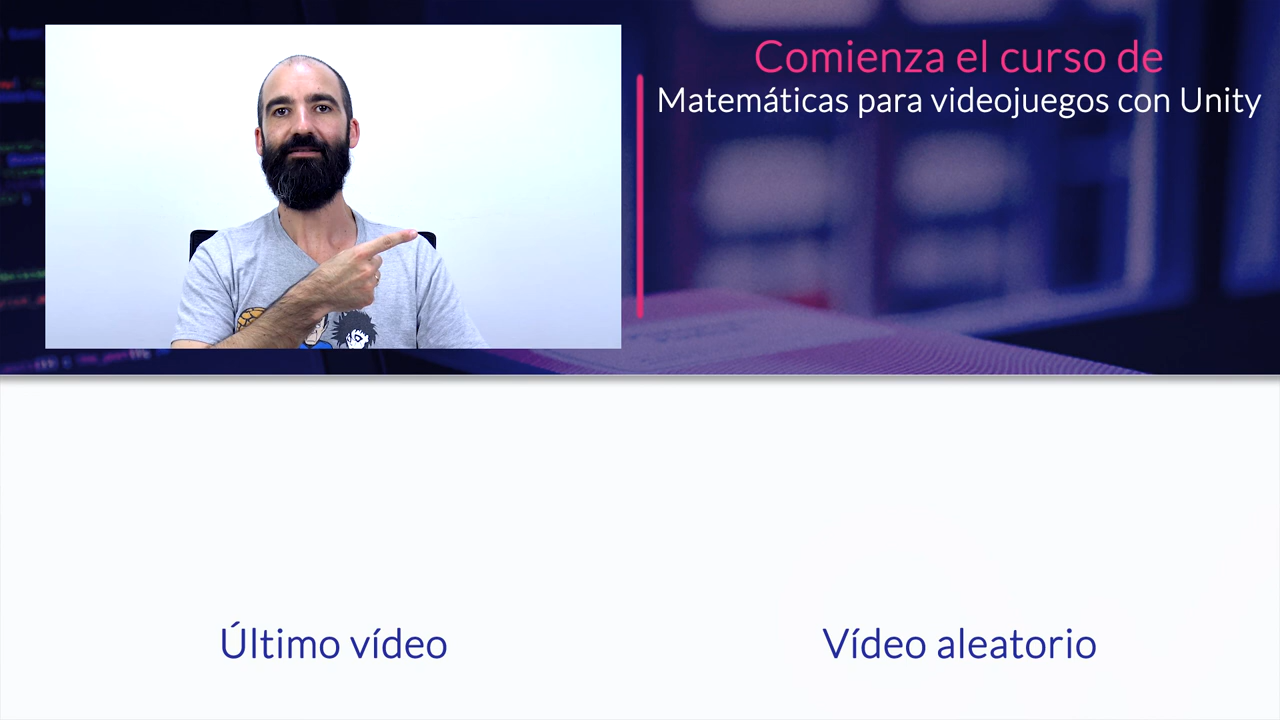 Comienza el curso de
Matemáticas para videojuegos con Unity
Último vídeo
Vídeo aleatorio